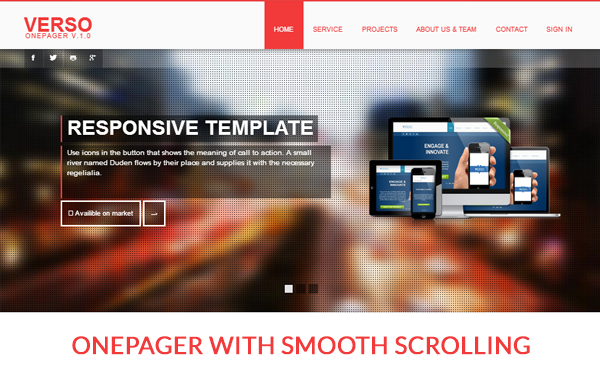 VERSO
ONEPAGER V.1.0
HOME SERVICE PROJECTS ABOUT US & TEAM CONTACT SIGN IN
RESPONSIVE TEMPLATE
Use icons in the button that shows the meaning of call to action. A small
river named Duden flows by their place and supplies it with the necessary
regelialia.
Availible on market
ENGAGE &
INNOVATE
ENGAGE &
INNOVATE
ONEPAGER WITH SMOOTH SCROLLING